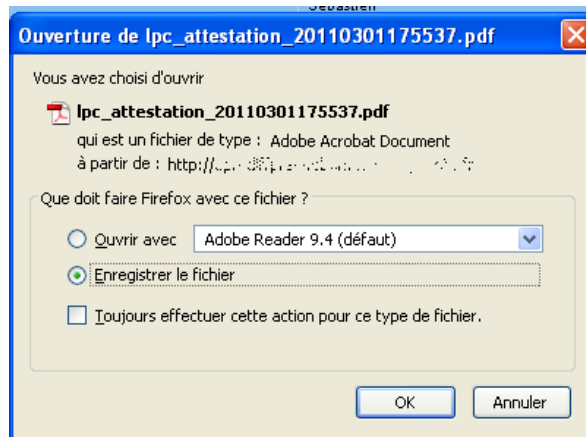 Sébastien
Ouverture de lpc_attestation_20110301175537.pdf
Vous avez choisi d'ouvrir
lpc_attestation_20110301175537.pdf
qui est un fichier de type : Adobe Acrobat Document
à partir de : http://
Que doit faire Firefox avec ce fichier ?
Ouvrir avec Adobe Reader 9.4 (défaut)
Enregistrer le fichier
Toujours effectuer cette action pour ce type de fichier.
OK Annuler